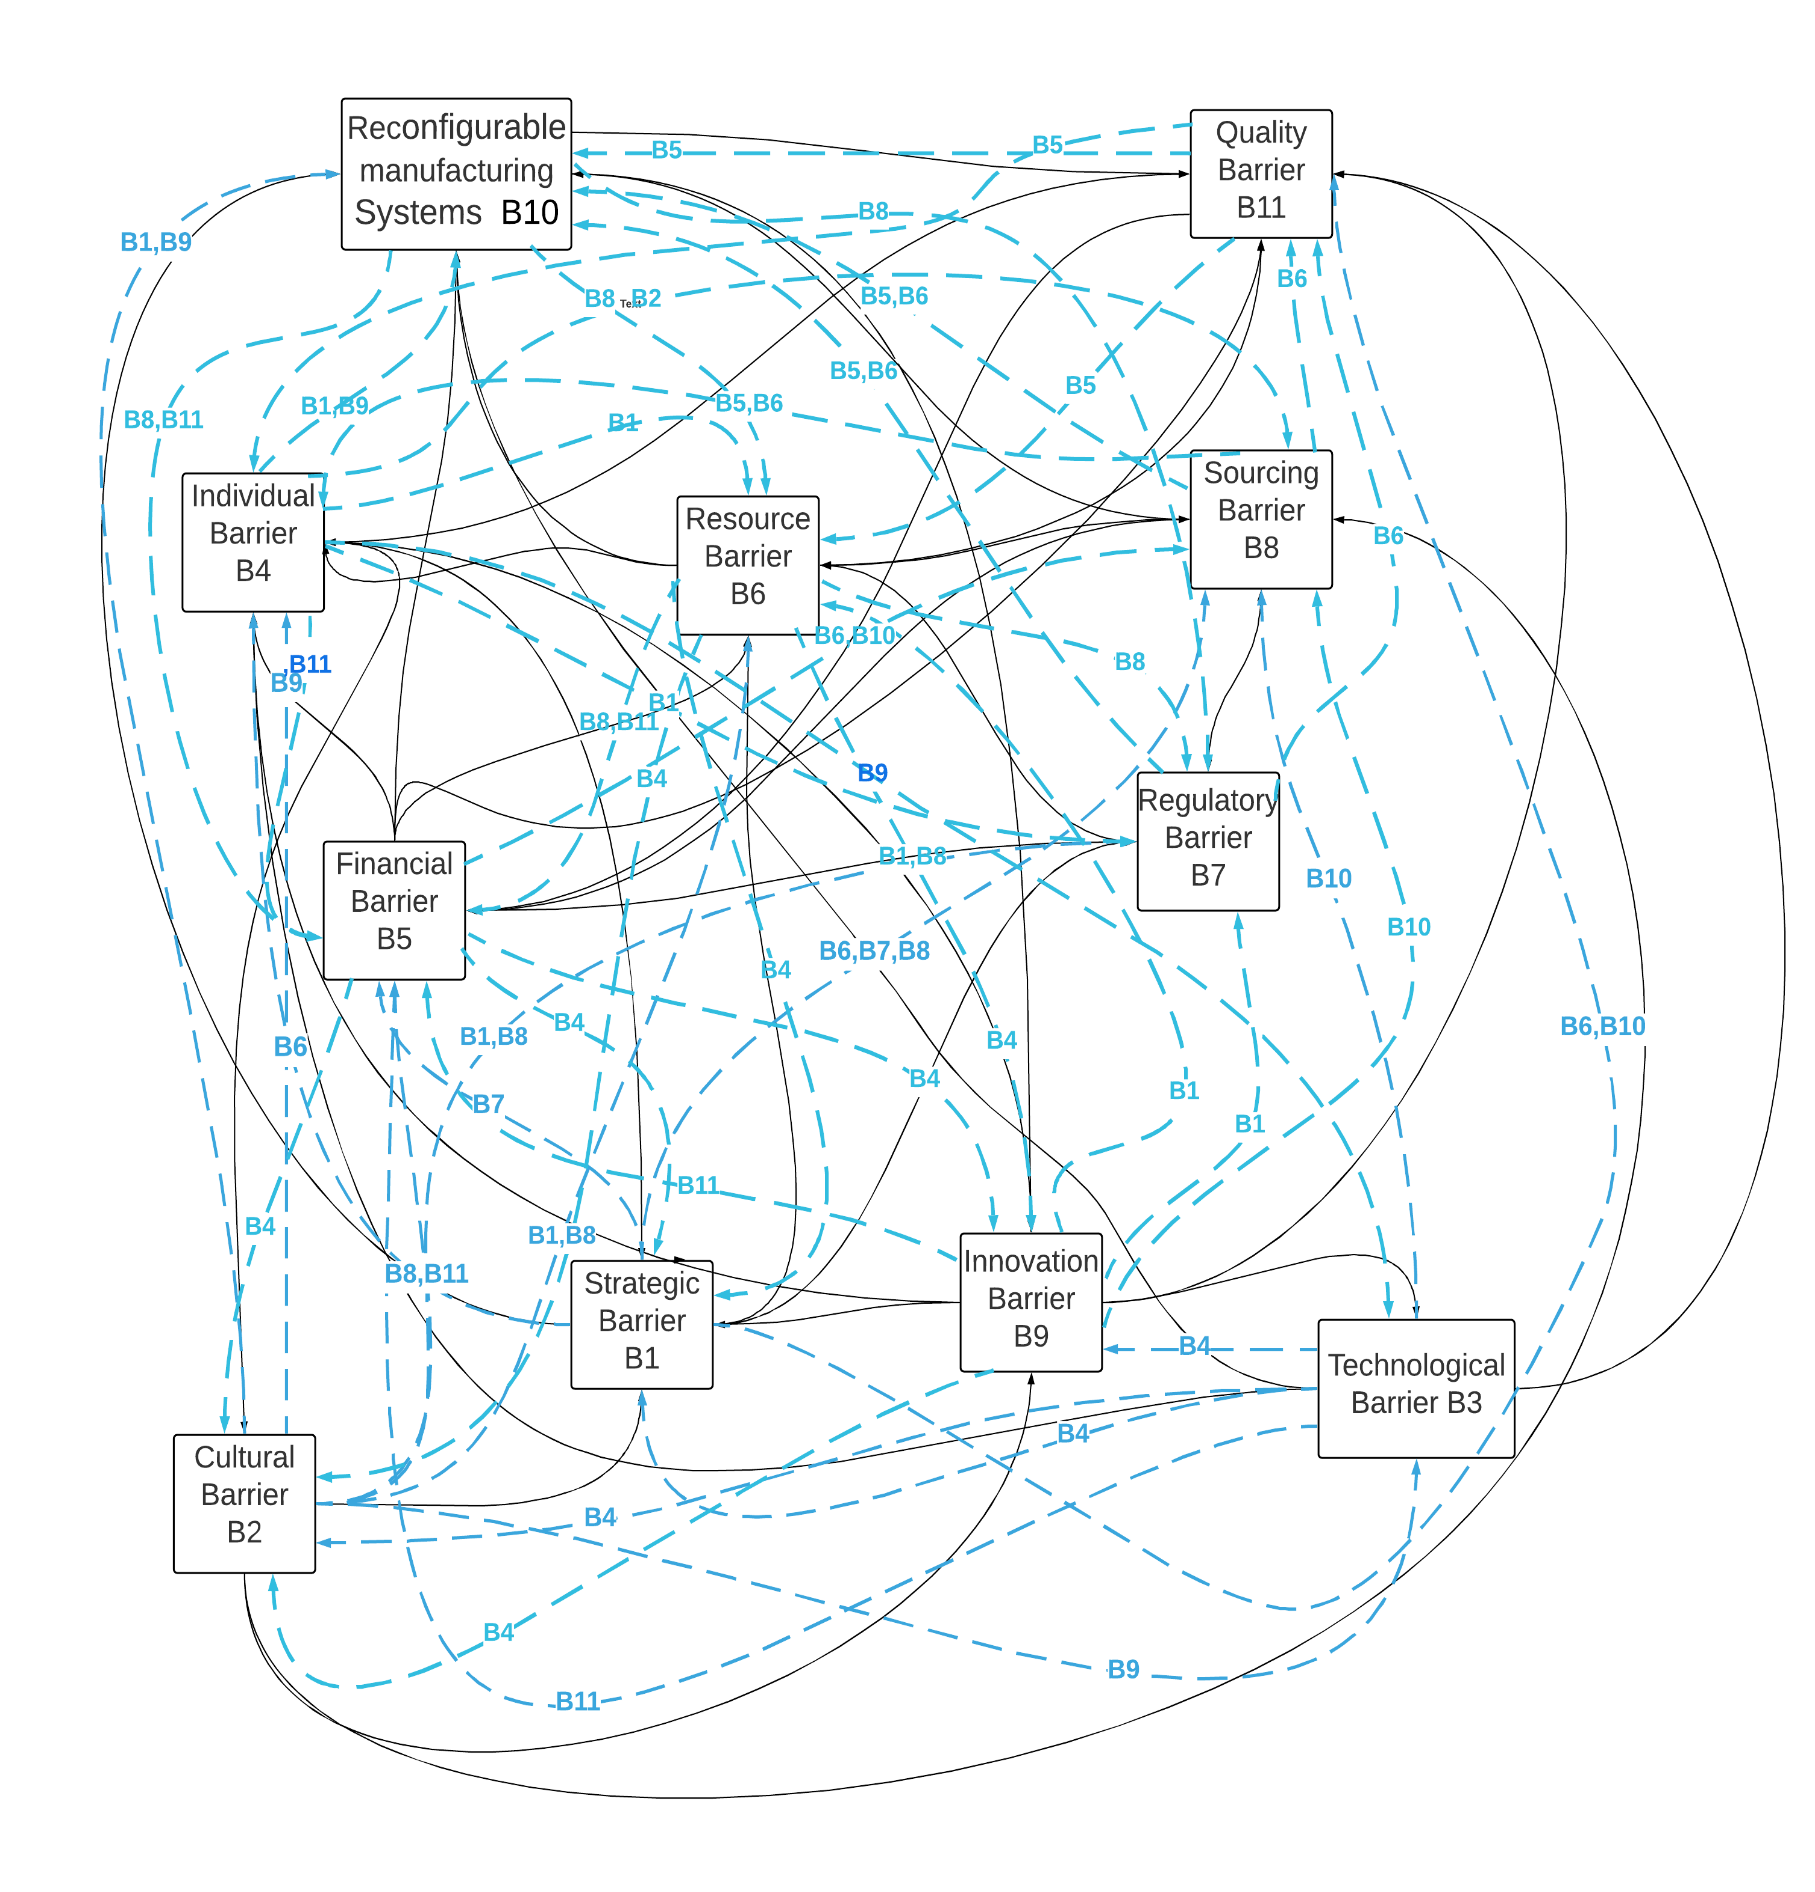 Reconfigurable
manufacturing
Systems B10
Quality
Barrier
B11
B5
B5
B8
B1,B9
B6
B8
Text
B2
B5,B6
B5,B6
B5
B1,B9
B5,B6
B8,B11
B1
Individual
Barrier
B4
Resource
Barrier
B6
Sourcing
Barrier
B8
B6
B6,B10
,B11
B9
B8
B1,
B8,B11
B4
B9
Regulatory
Barrier
B7
Financial
Barrier
B5
B1,B8
B10
B10
B6,B7,B8
B4
B4
B1,B8
B6
B4
B6,B10
B4
B1
B7
B1
B11
B4
B1,B8
B8,B11
Strategic
Barrier
B1
Innovation
Barrier
B9
B4
Technological
Barrier B3
Cultural
Barrier
B2
B4
B4
B4
B9
B11